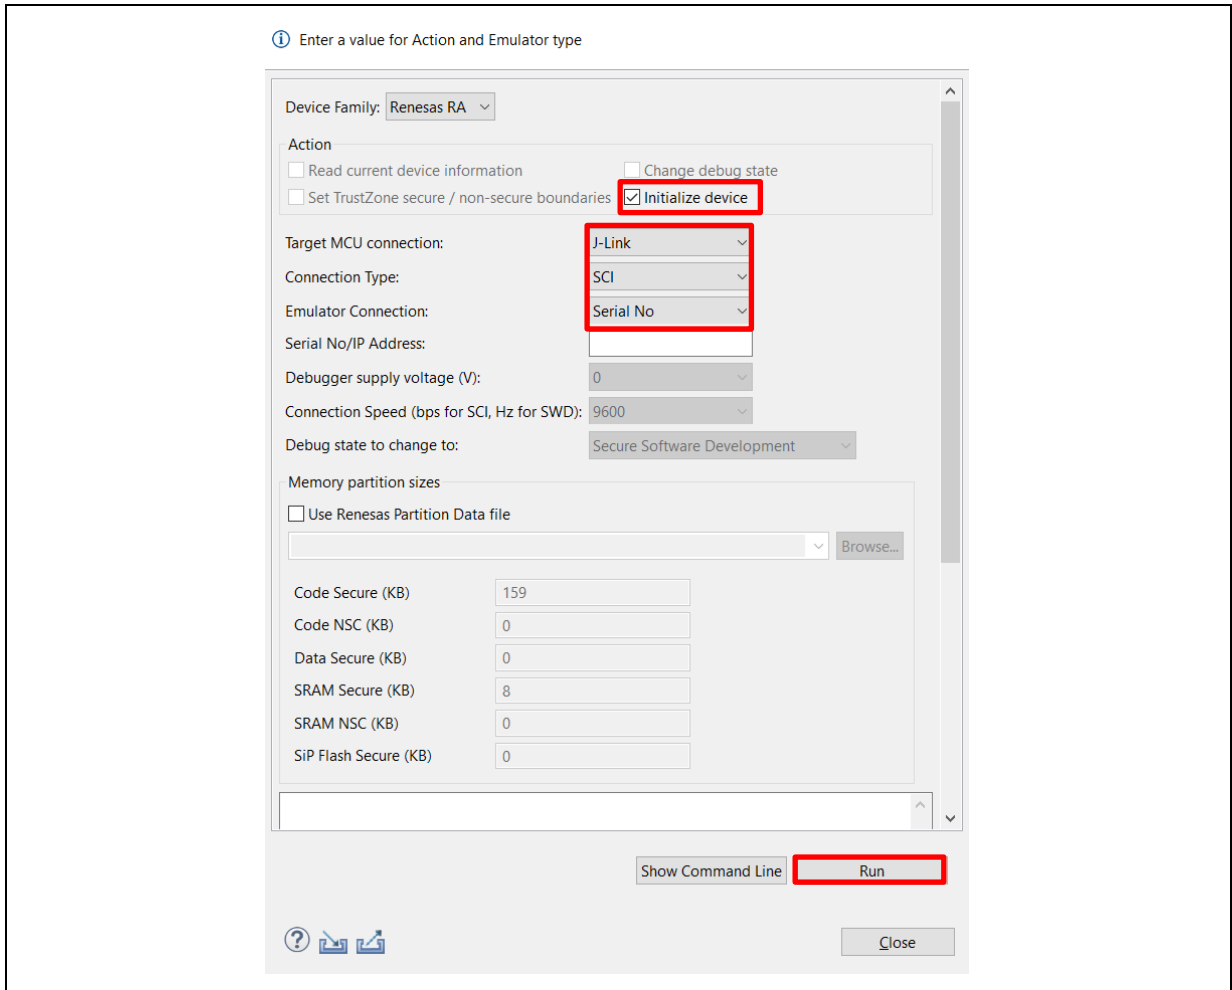 Enter a value for Action and Emulator type
Device Family: Renesas RA
Action
Read current device information Change debug state
Set TrustZone secure / non-secure boundaries Initialize device
Target MCU connection: J-Link
Connection Type: SCI
Emulator Connection: Serial No
Serial No/IP Address:
Debugger supply voltage (V): 0
Connection Speed (bps for SCI, Hz for SWD): 9600
Debug state to change to: Secure Software Development
Memory partition sizes
Use Renesas Partition Data file
Browse...
Code Secure (KB) 159
Code NSC (KB) 0
Data Secure (KB) 0
SRAM Secure (KB) 8
SRAM NSC (KB) 0
SiP Flash Secure (KB) 0
Show Command Line Run
Close